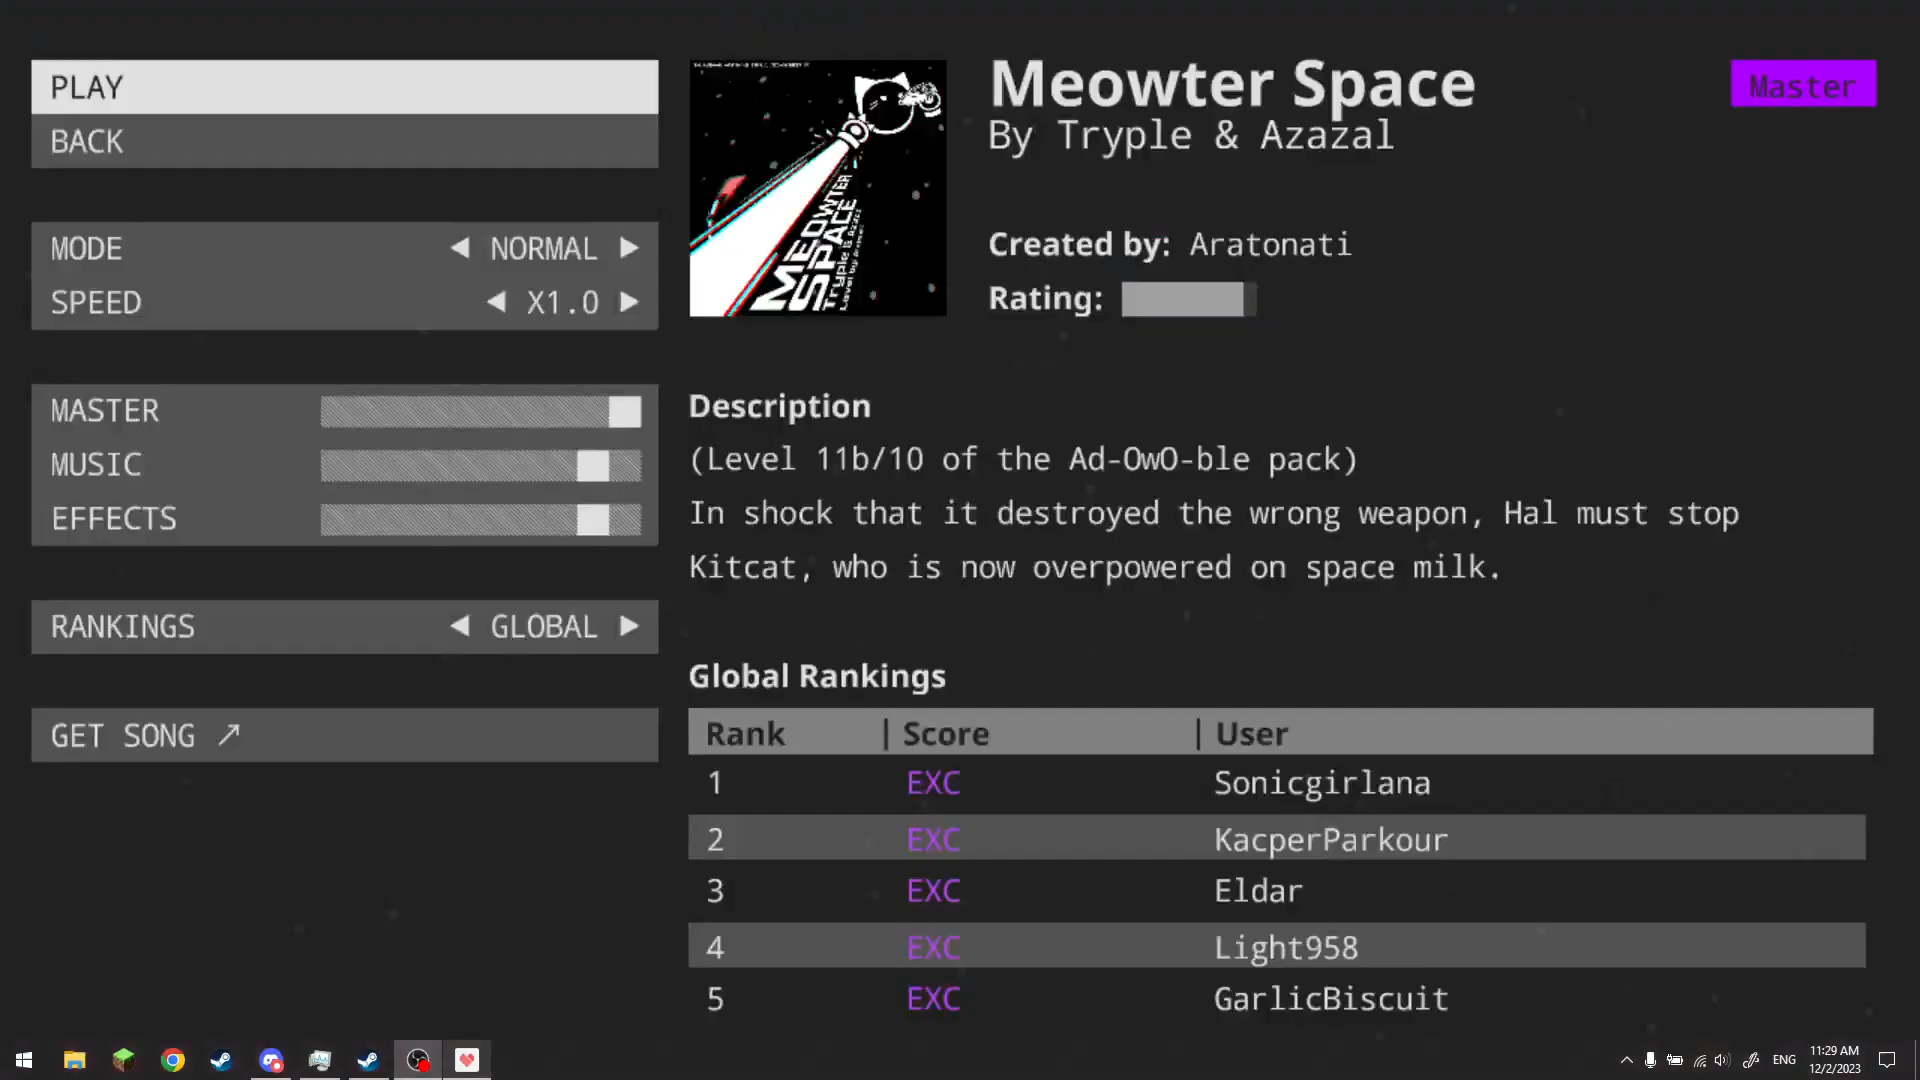 PLAY
BACK
MODE ◀ NORMAL ▶
SPEED ◀ X1.0 ▶
MASTER
MUSIC
EFFECTS
RANKINGS ◀ GLOBAL ▶
GET SONG ↗
MEOWTER
SPACE
Tryple & Azazal
Meowter Space
By Tryple & Azazal
Master
Created by: Aratonati
Rating:
Description
(Level 11b/10 of the Ad-OwO-ble pack)
In shock that it destroyed the wrong weapon, Hal must stop
Kitcat, who is now overpowered on space milk.
Global Rankings
Rank | Score | User
1 EXC Sonicgirlana
2 EXC KacperParkour
3 EXC Eldar
4 EXC Light958
5 EXC GarlicBiscuit
ENG
11:29 AM
12/2/2023